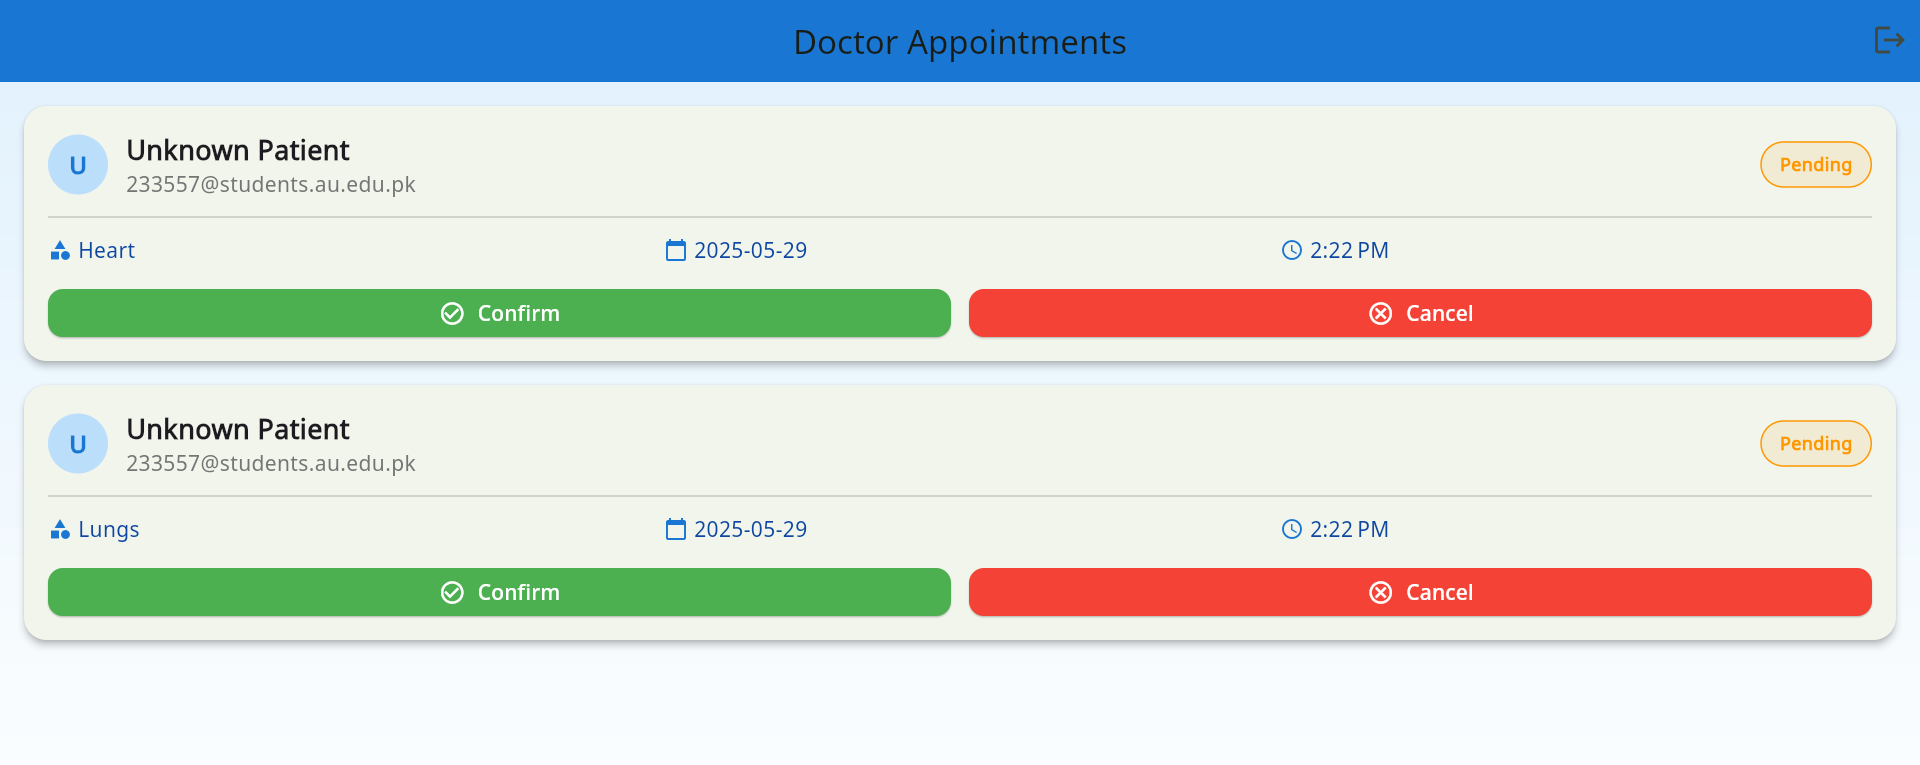 Doctor Appointments
U
Unknown Patient
233557@students.au.edu.pk
Pending
Heart
2025-05-29
2:22 PM
Confirm
Cancel
U
Unknown Patient
233557@students.au.edu.pk
Pending
Lungs
2025-05-29
2:22 PM
Confirm
Cancel